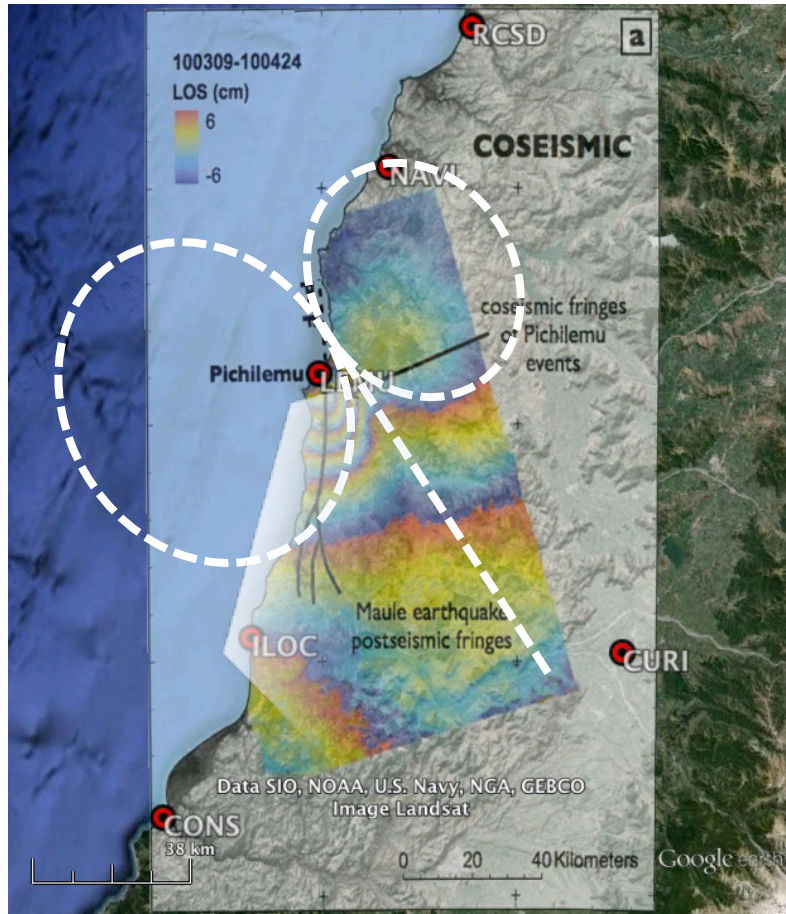 RCSD
a
100309-100424
LOS (cm)
6
-6
COSEISMIC
NAVI
coseismic fringes
of Pichilemu
events
Pichilemu
Maule earthquake
postseismic fringes
ILOC
CURI
Data SIO, NOAA, U.S. Navy, NGA, GEBCO
Image Landsat
CONS
38 km
0 20 40 Kilometers
Google earth